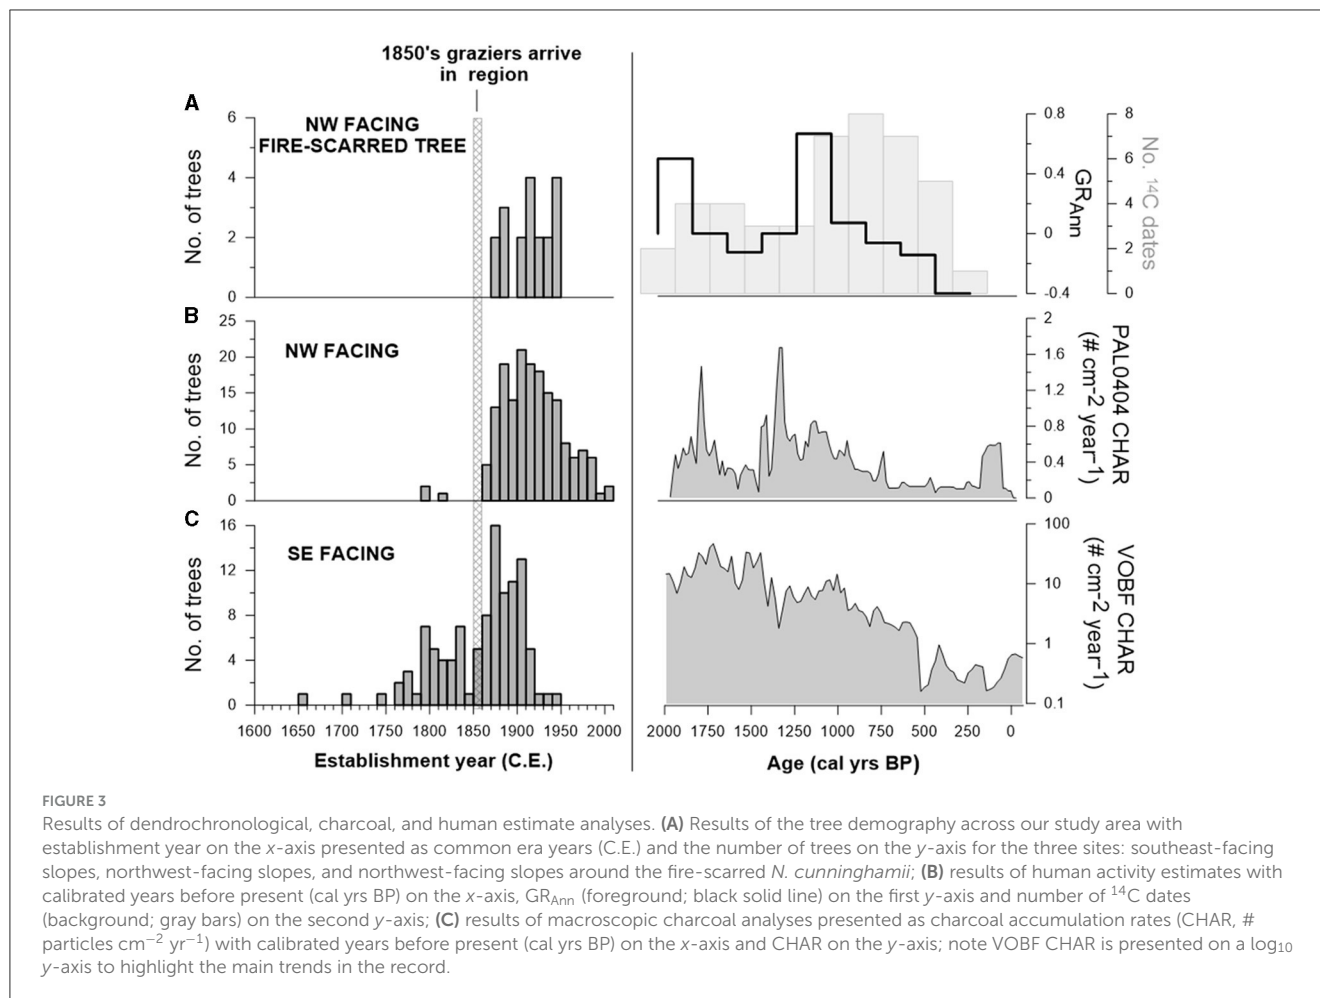 1850's graziers arrive
in region
A
NW FACING
FIRE-SCARRED TREE
No. of trees
6
4
2
0
0.8
0.4
0
-0.4
GRAnn
8
6
4
2
0
No. 14C dates
B
NW FACING
No. of trees
25
20
15
10
5
0
2
1.6
1.2
0.8
0.4
0
PAL0404 CHAR
(# cm-2 year-1)
C
SE FACING
No. of trees
16
12
8
4
0
1600 1650 1700 1750 1800 1850 1900 1950 2000
Establishment year (C.E.)
100
10
1
0.1
VOBF CHAR
(# cm-2 year-1)
2000 1750 1500 1250 1000 750 500 250 0
Age (cal yrs BP)
FIGURE 3
Results of dendrochronological, charcoal, and human estimate analyses. (A) Results of the tree demography across our study area with
establishment year on the x-axis presented as common era years (C.E.) and the number of trees on the y-axis for the three sites: southeast-facing
slopes, northwest-facing slopes, and northwest-facing slopes around the fire-scarred N. cunninghamii; (B) results of human activity estimates with
calibrated years before present (cal yrs BP) on the x-axis, GRAnn (foreground; black solid line) on the first y-axis and number of 14C dates
(background; gray bars) on the second y-axis; (C) results of macroscopic charcoal analyses presented as charcoal accumulation rates (CHAR, #
particles cm−2 yr−1) with calibrated years before present (cal yrs BP) on the x-axis and CHAR on the y-axis; note VOBF CHAR is presented on a log10
y-axis to highlight the main trends in the record.